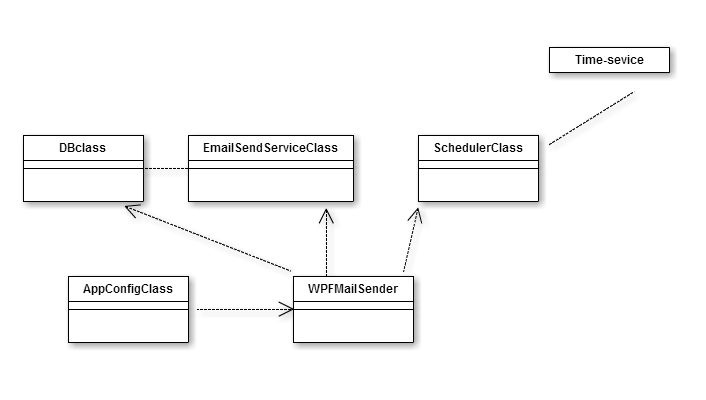 Time-sevice
DBclass
EmailSendServiceClass
SchedulerClass
AppConfigClass
WPFMailSender